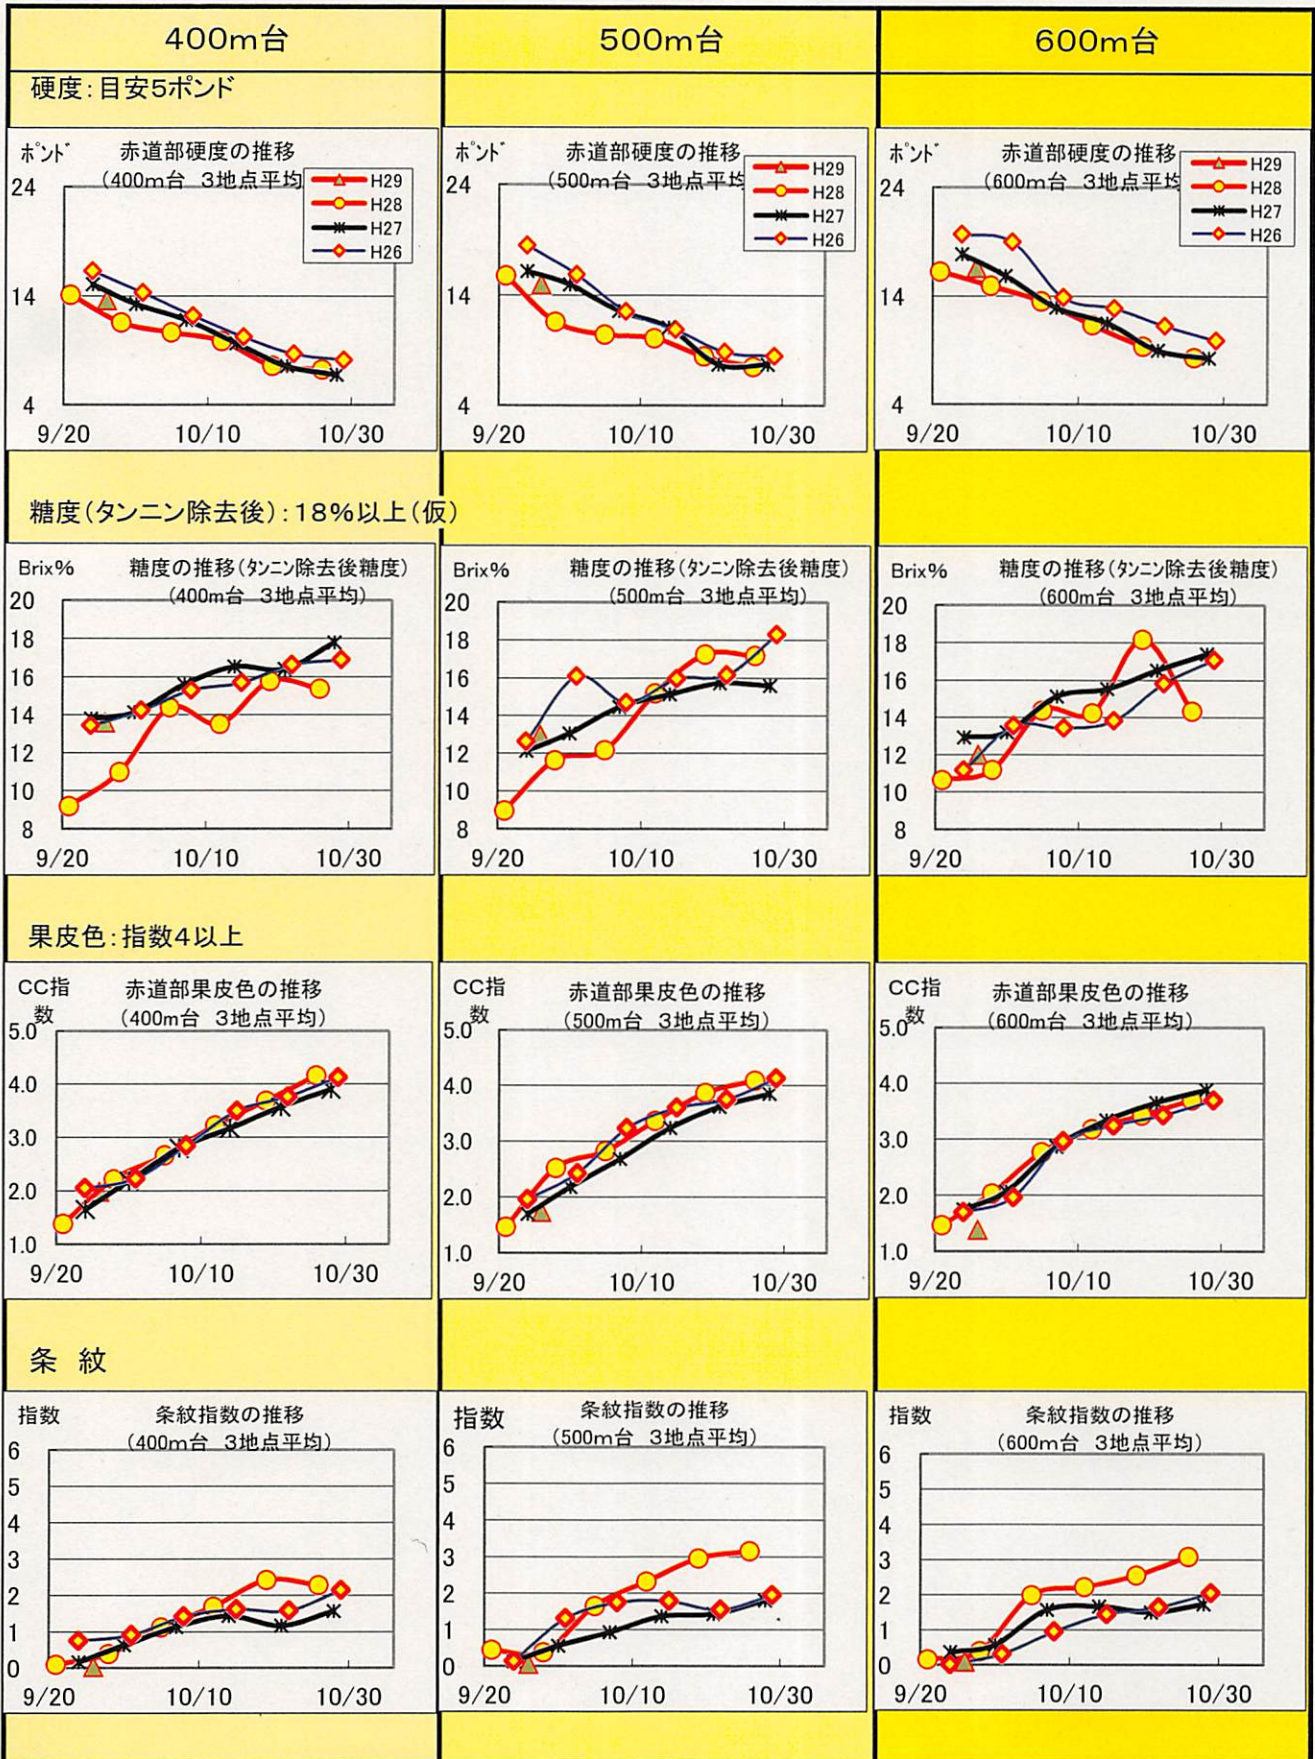 400m台
500m台
600m台
硬度:目安5ポンド
ポンド
赤道部硬度の推移
(400m台 3地点平均
24
14
4
9/20
10/10
10/30
H29
H28
H27
H26
ポンド
赤道部硬度の推移
(500m台 3地点平均
24
14
4
9/20
10/10
10/30
H29
H28
H27
H26
ポンド
赤道部硬度の推移
(600m台 3地点平均
24
14
4
9/20
10/10
10/30
H29
H28
H27
H26
糖度(タンニン除去後):18%以上(仮)
Brix%
糖度の推移(タンニン除去後糖度)
(400m台 3地点平均)
20
18
16
14
12
10
8
9/20
10/10
10/30
Brix%
糖度の推移(タンニン除去後糖度)
(500m台 3地点平均)
20
18
16
14
12
10
8
9/20
10/10
10/30
Brix%
糖度の推移(タンニン除去後糖度)
(600m台 3地点平均)
20
18
16
14
12
10
8
9/20
10/10
10/30
果皮色:指数4以上
CC指
数
赤道部果皮色の推移
(400m台 3地点平均)
5.0
4.0
3.0
2.0
1.0
9/20
10/10
10/30
CC指
数
赤道部果皮色の推移
(500m台 3地点平均)
5.0
4.0
3.0
2.0
1.0
9/20
10/10
10/30
CC指
数
赤道部果皮色の推移
(600m台 3地点平均)
5.0
4.0
3.0
2.0
1.0
9/20
10/10
10/30
条 紋
指数
条紋指数の推移
(400m台 3地点平均)
6
5
4
3
2
1
0
9/20
10/10
10/30
指数
条紋指数の推移
(500m台 3地点平均)
6
5
4
3
2
1
0
9/20
10/10
10/30
指数
条紋指数の推移
(600m台 3地点平均)
6
5
4
3
2
1
0
9/20
10/10
10/30